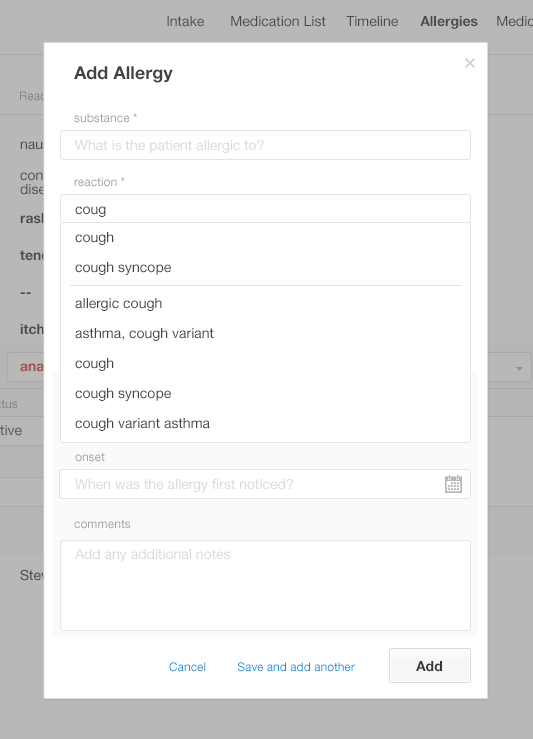 Intake Medication List Timeline Allergies Medic
Add Allergy
×
Reac
substance *
What is the patient allergic to?
nau
con
dise
reaction *
coug
rash
cough
tend
cough syncope
--
allergic cough
itch
asthma, cough variant
ana
cough
cough syncope
atus
cough variant asthma
tive
onset
When was the allergy first noticed?
comments
Add any additional notes
Stev
Cancel Save and add another Add